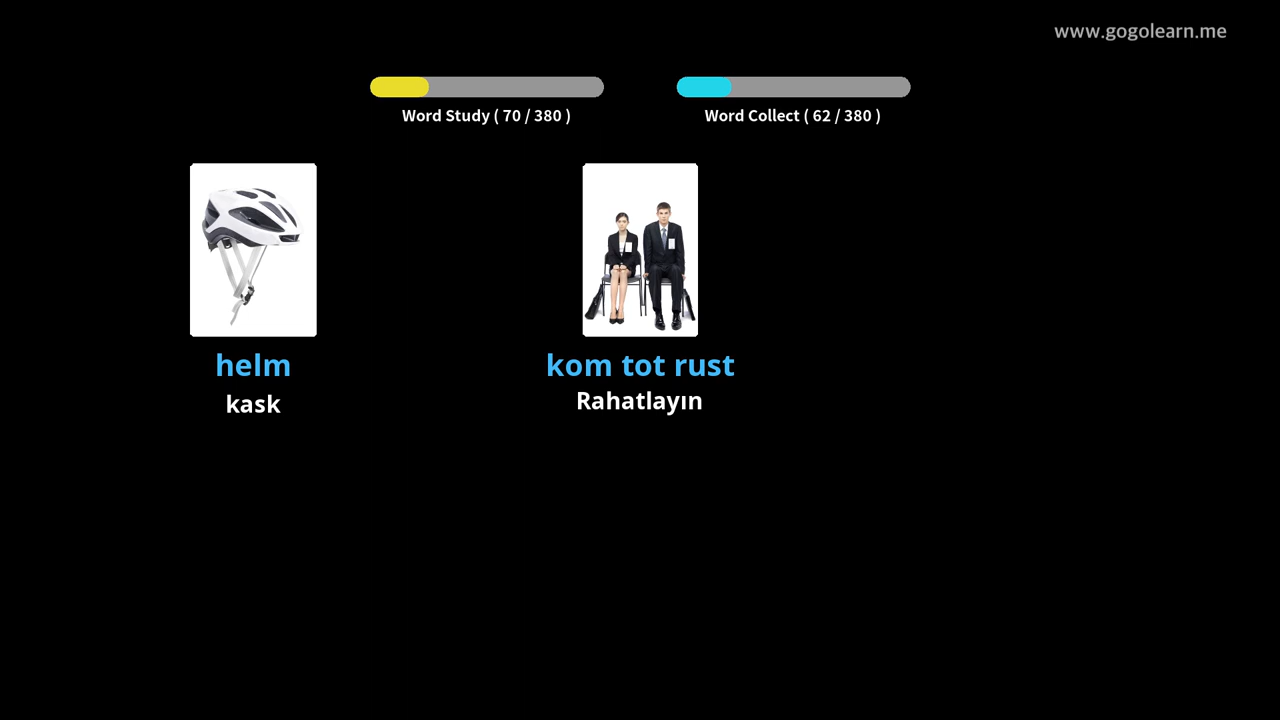 www.gogolearn.me
Word Study ( 70 / 380 )
Word Collect ( 62 / 380 )
helm
kask
kom tot rust
Rahatlayın